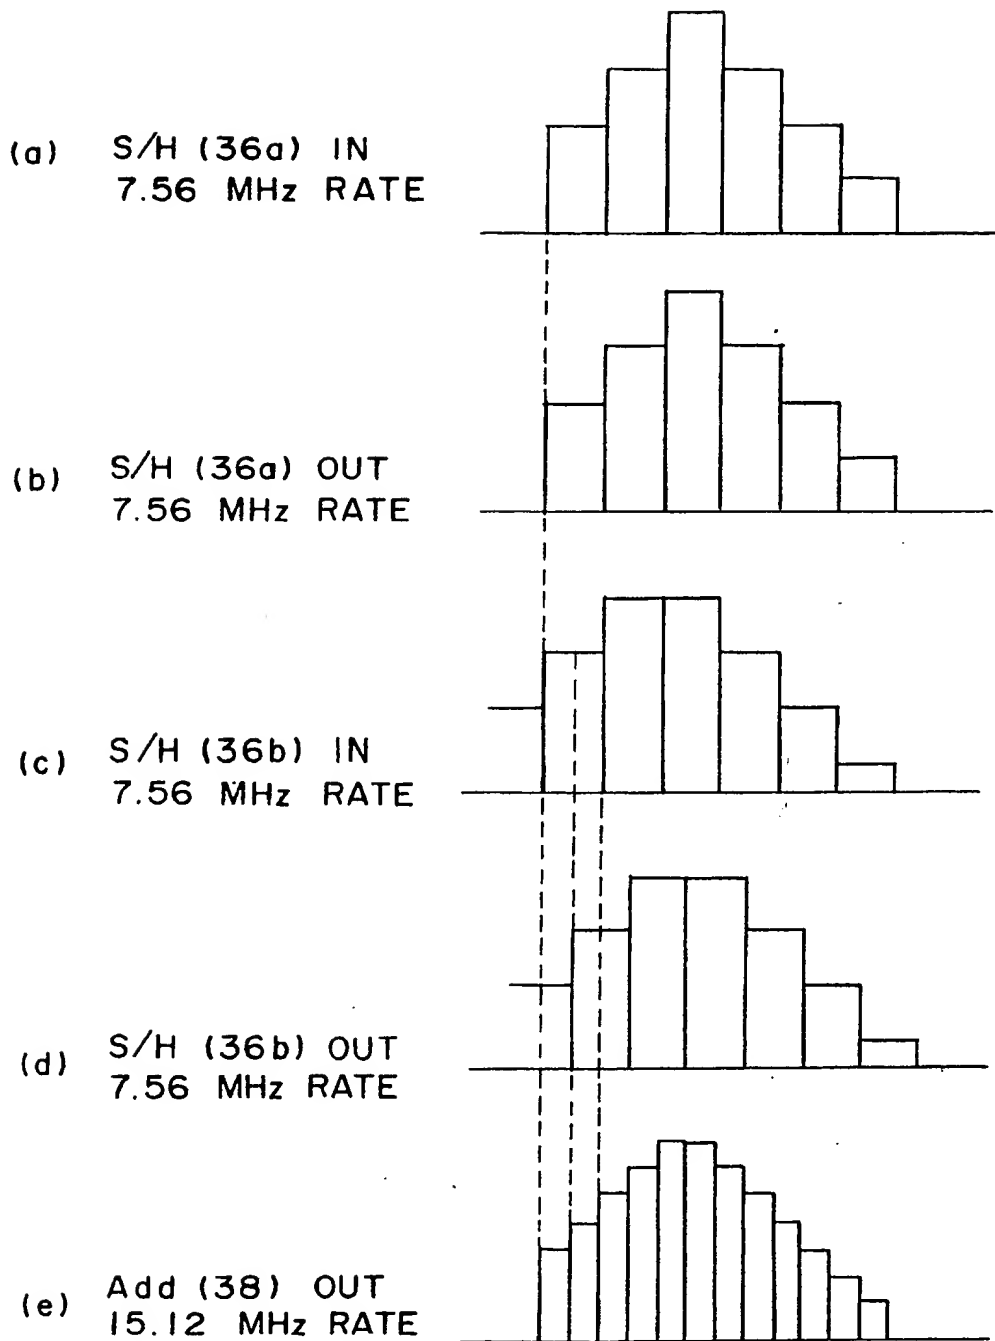 (a) S/H (36a) IN
7.56 MHz RATE
(b) S/H (36a) OUT
7.56 MHz RATE
(c) S/H (36b) IN
7.56 MHz RATE
(d) S/H (36b) OUT
7.56 MHz RATE
(e) Add (38) OUT
15.12 MHz RATE